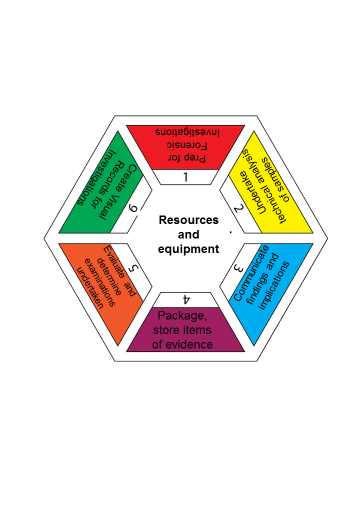 Prep for
Forensic
Investigations
1
Undertake
technical analysis
of samples
2
Communicate
findings and
implications
3
Package,
store items
of evidence
4
Evaluate and
determine
examinations
undertaken
5
Create Visual
Records for
Investigations
6
Resources
and
equipment